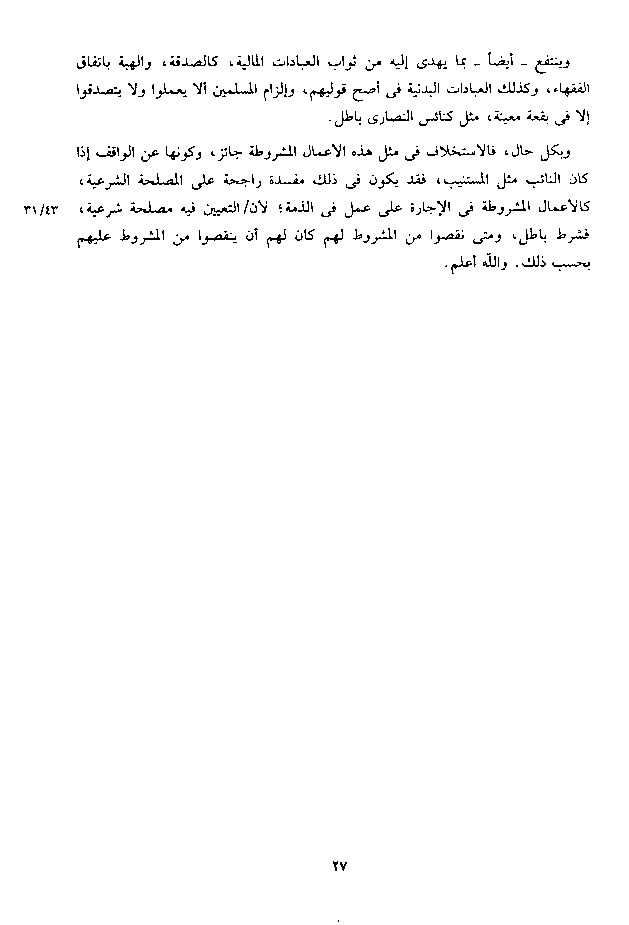 وينتفع ـ أيضاً ـ بما يهدى إليه من ثواب العبادات المالية، كالصدقة، والهبة باتفاق
الفقهاء، وكذلك العبادات البدنية فى أصح قوليهم، وإلزام المسلمين ألا يعملوا ولا يتصدقوا
إلا فى بقعة معينة، مثل كنائس النصارى باطل.
وبكل حال، فالاستخلاف فى مثل هذه الأعمال المشروطة جائز، وكونها عن الواقف إذا
كان النائب مثل المستنيب، فقد يكون فى ذلك مفسدة راجحة على المصلحة الشرعية،
كالأعمال المشروطة فى الإجارة على عمل فى الذمة؛ لأن/ التعيين فيه مصلحة شرعية، ٣١/٤٣
فشرط باطل، ومتى نقصوا من المشروط لهم كان لهم أن ينقصوا من المشروط عليهم
بحسب ذلك. والله أعلم.
٢٧